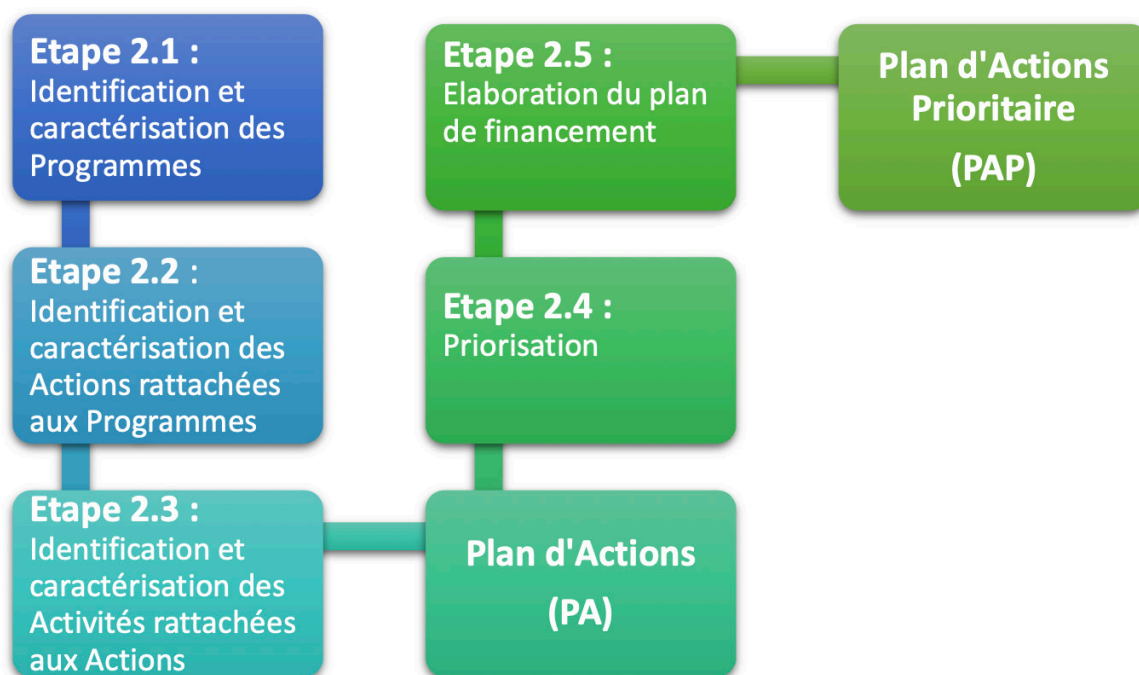 Etape 2.1 :
Identification et
caractérisation des
Programmes
Etape 2.2 :
Identification et
caractérisation des
Actions rattachées
aux Programmes
Etape 2.3 :
Identification et
caractérisation des
Activités rattachées
aux Actions
Plan d'Actions
(PA)
Etape 2.4 :
Priorisation
Etape 2.5 :
Elaboration du plan
de financement
Plan d'Actions
Prioritaire
(PAP)